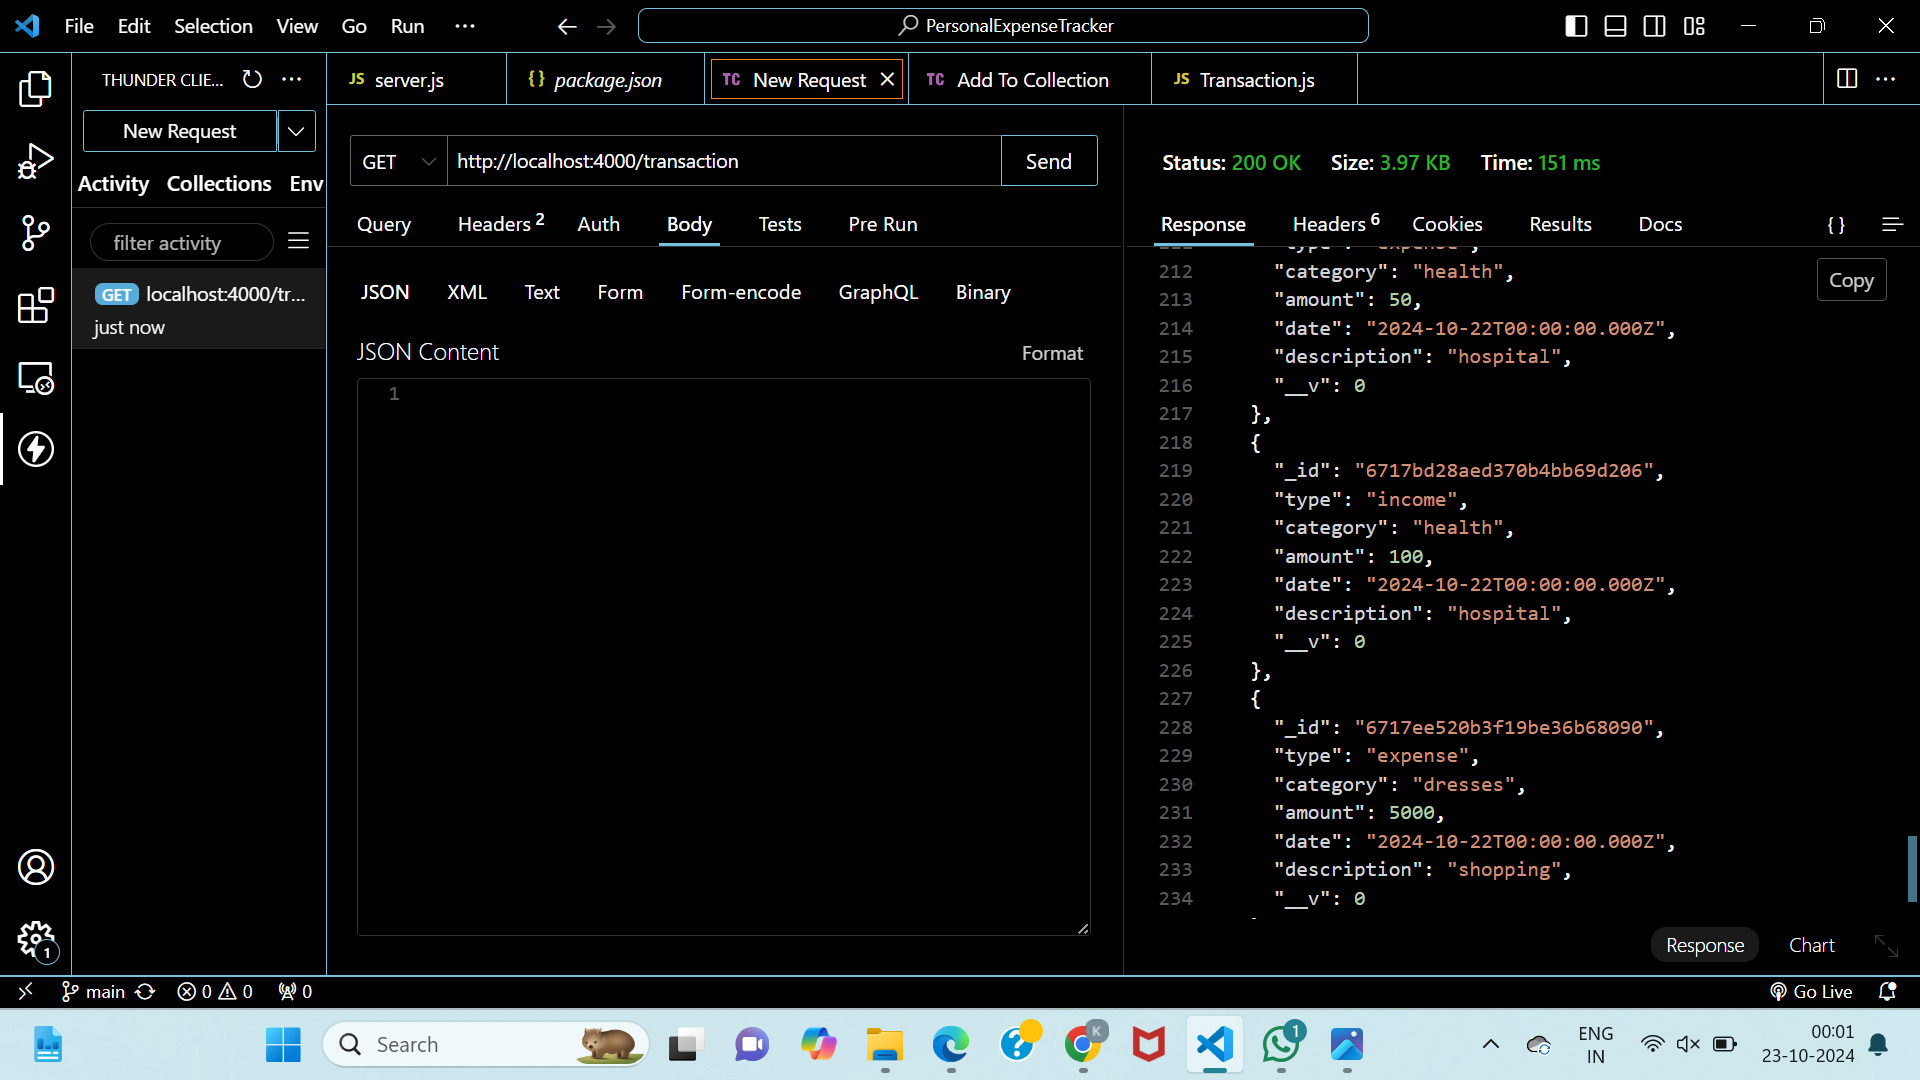 File Edit Selection View Go Run ··· PersonalExpenseTracker
THUNDER CLIE... ···
JS server.js {} package.json TC New Request TC Add To Collection JS Transaction.js ···
New Request
Activity Collections Env
filter activity
GET localhost:4000/tr...
just now
GET http://localhost:4000/transaction Send
Query Headers 2 Auth Body Tests Pre Run
JSON XML Text Form Form-encode GraphQL Binary
JSON Content Format
1
Status: 200 OK Size: 3.97 KB Time: 151 ms
Response Headers 6 Cookies Results Docs {}
Copy
212 "category": "health",
213 "amount": 50,
214 "date": "2024-10-22T00:00:00.000Z",
215 "description": "hospital",
216 "__v": 0
217 },
218 {
219 "_id": "6717bd28aed370b4bb69d206",
220 "type": "income",
221 "category": "health",
222 "amount": 100,
223 "date": "2024-10-22T00:00:00.000Z",
224 "description": "hospital",
225 "__v": 0
226 },
227 {
228 "_id": "6717ee520b3f19be36b68090",
229 "type": "expense",
230 "category": "dresses",
231 "amount": 5000,
232 "date": "2024-10-22T00:00:00.000Z",
233 "description": "shopping",
234 "__v": 0
Response Chart
1
main 0 0 0 Go Live
Search
K
1
ENG
IN
00:01
23-10-2024